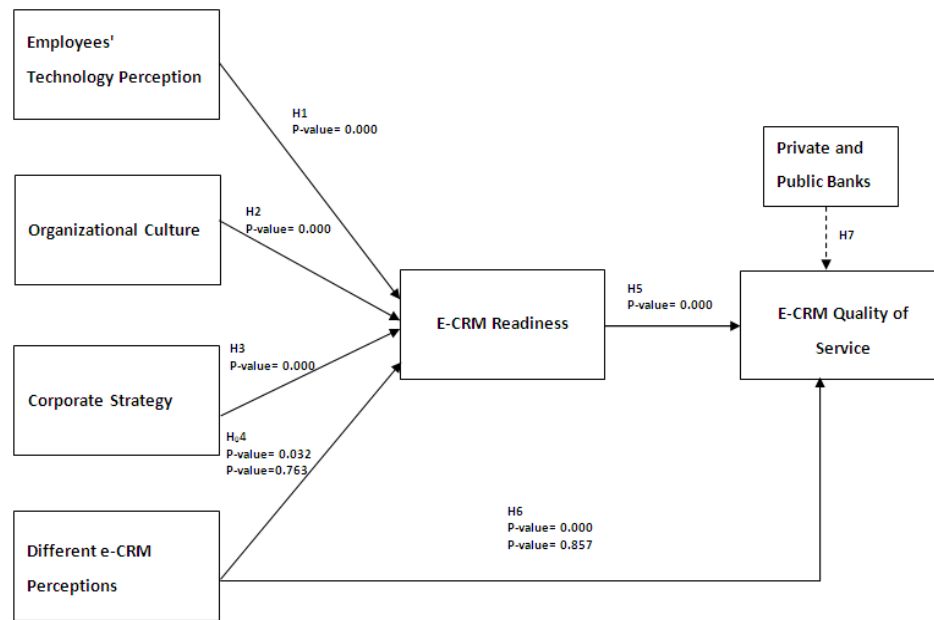 Employees'
Technology Perception
H1
P-value= 0.000
Private and
Public Banks
Organizational Culture
H2
P-value= 0.000
H7
E-CRM Readiness
H5
P-value= 0.000
E-CRM Quality of
Service
H3
P-value= 0.000
Corporate Strategy
H₀4
P-value= 0.032
P-value=0.763
H6
P-value= 0.000
P-value= 0.857
Different e-CRM
Perceptions